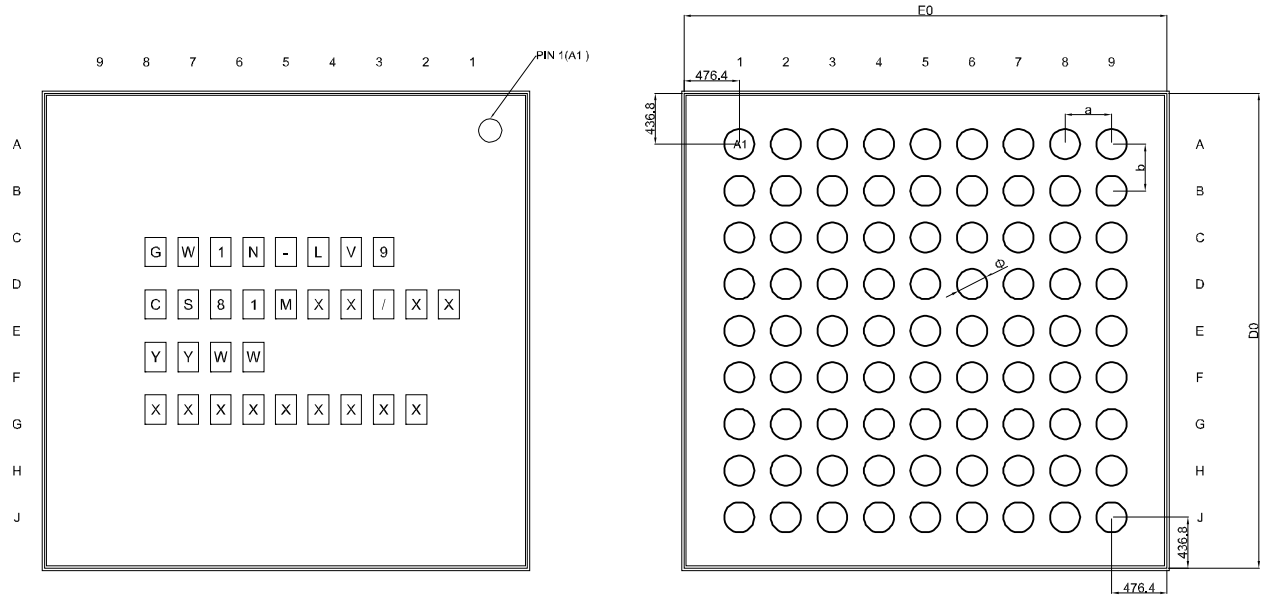 E0
PIN 1(A1 )
9 8 7 6 5 4 3 2 1
1 2 3 4 5 6 7 8 9
476.4
436.8
a
A
A1
A
b
B
B
C
G W 1 N - L V 9
C
D
C S 8 1 M X X / X X
Φ
D
E
Y Y W W
E
D0
F
F
G
X X X X X X X X X
G
H
H
J
J
436.8
476.4